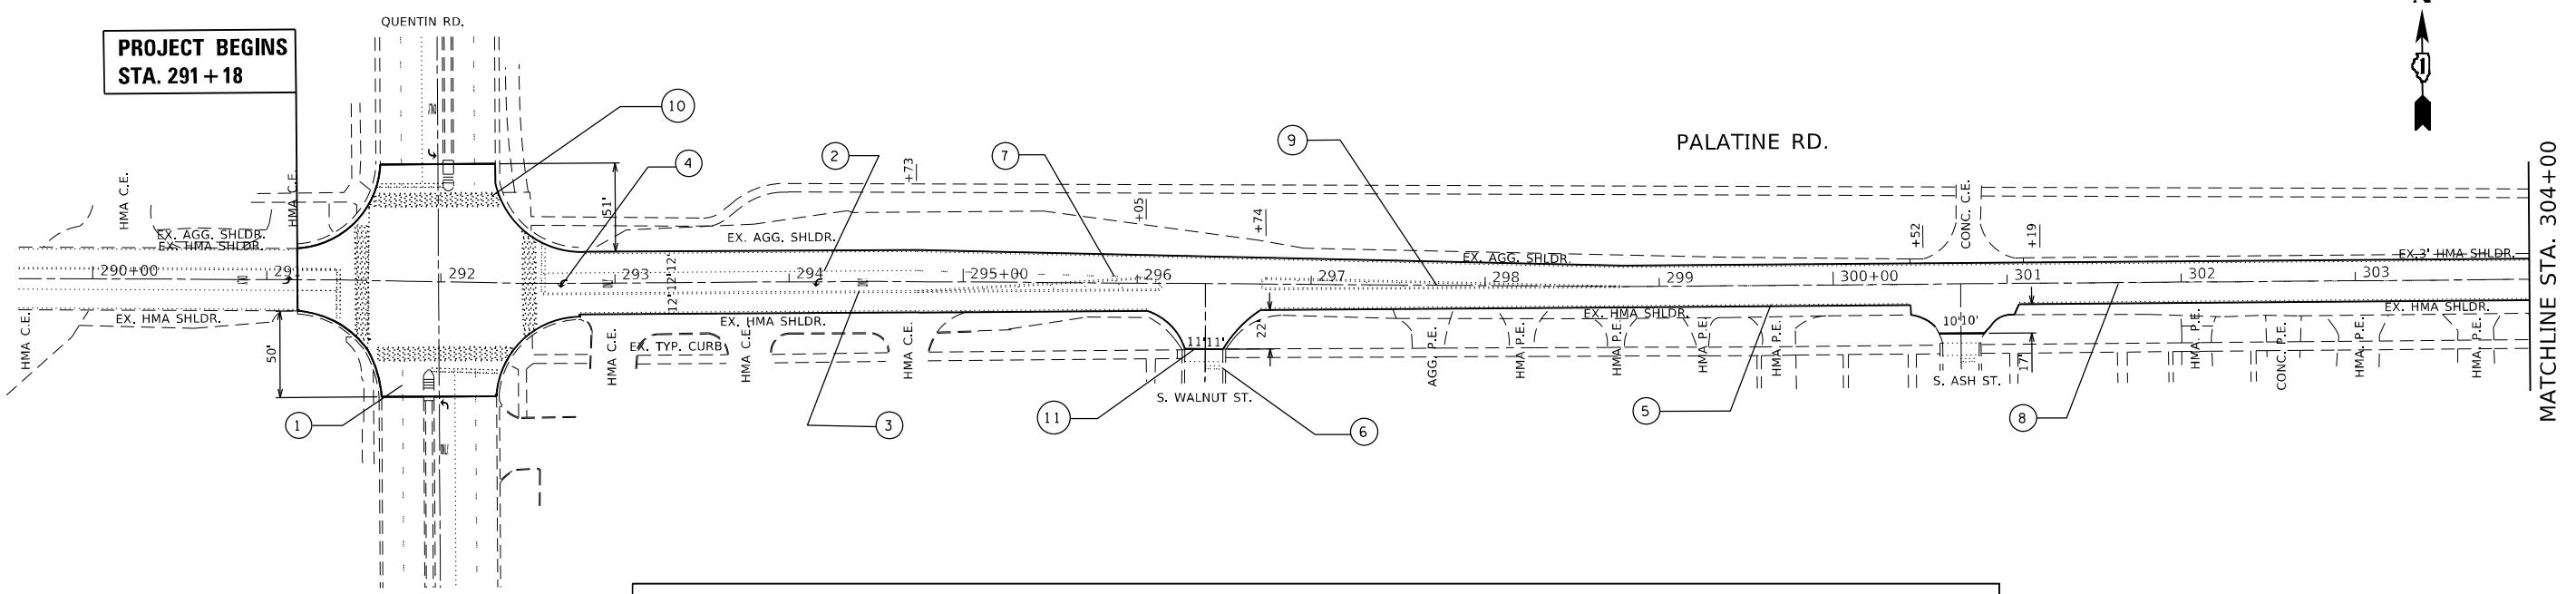 QUENTIN RD.
PROJECT BEGINS
STA. 291+18
N
1
PALATINE RD.
MATCHLINE STA. 304+00
10
4
2
7
9
51'
+73
+05
+74
+52
CONC. C.E.
+19
HMA C.E.
HMA C.E.
EX. AGG. SHLDR.
EX. HMA SHLDR.
EX. AGG. SHLDR.
EX. AGG. SHLDR.
EX. 3' HMA SHLDR.
290+00
291
292
293
294
295+00
296
297
298
299
300+00
301
302
303
12' 12' 12' 12'
HMA C.E.
EX. HMA SHLDR.
50'
EX. HMA SHLDR.
EX. TYP. CURB
HMA C.E.
HMA C.E.
HMA C.E.
11' 11'
22'
EX. HMA SHLDR.
AGG. P.E.
HMA P.E.
HMA P.E.
HMA P.E.
HMA P.E.
10' 10'
17'
EX. HMA SHLDR.
HMA. P.E.
CONC. P.E.
HMA. P.E.
HMA. P.E.
S. WALNUT ST.
S. ASH ST.
1
3
11
6
5
8